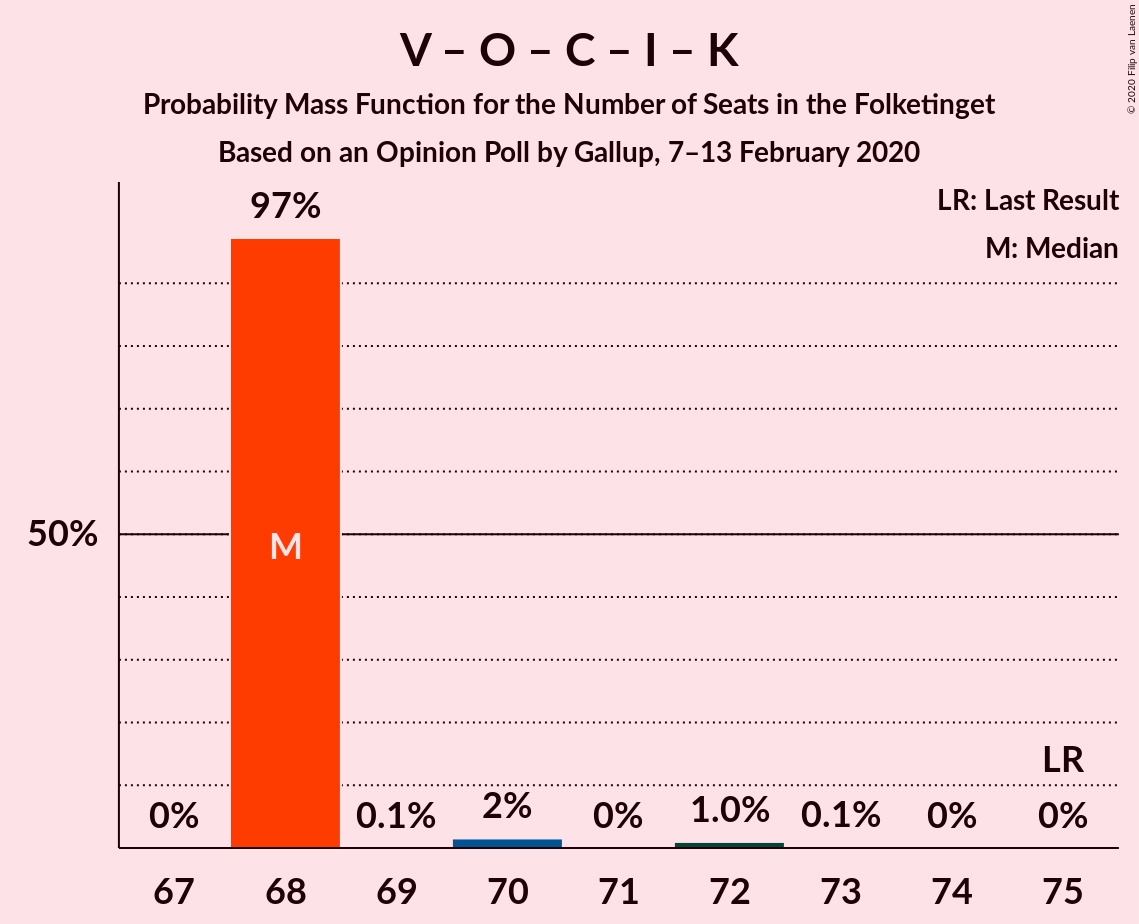 V – O – C – I – K
Probability Mass Function for the Number of Seats in the Folketinget
Based on an Opinion Poll by Gallup, 7–13 February 2020
© 2020 Filip van Laenen
LR: Last Result
M: Median
97%
50%
M
LR
0%
0.1%
2%
0%
1.0%
0.1%
0%
0%
67 68 69 70 71 72 73 74 75